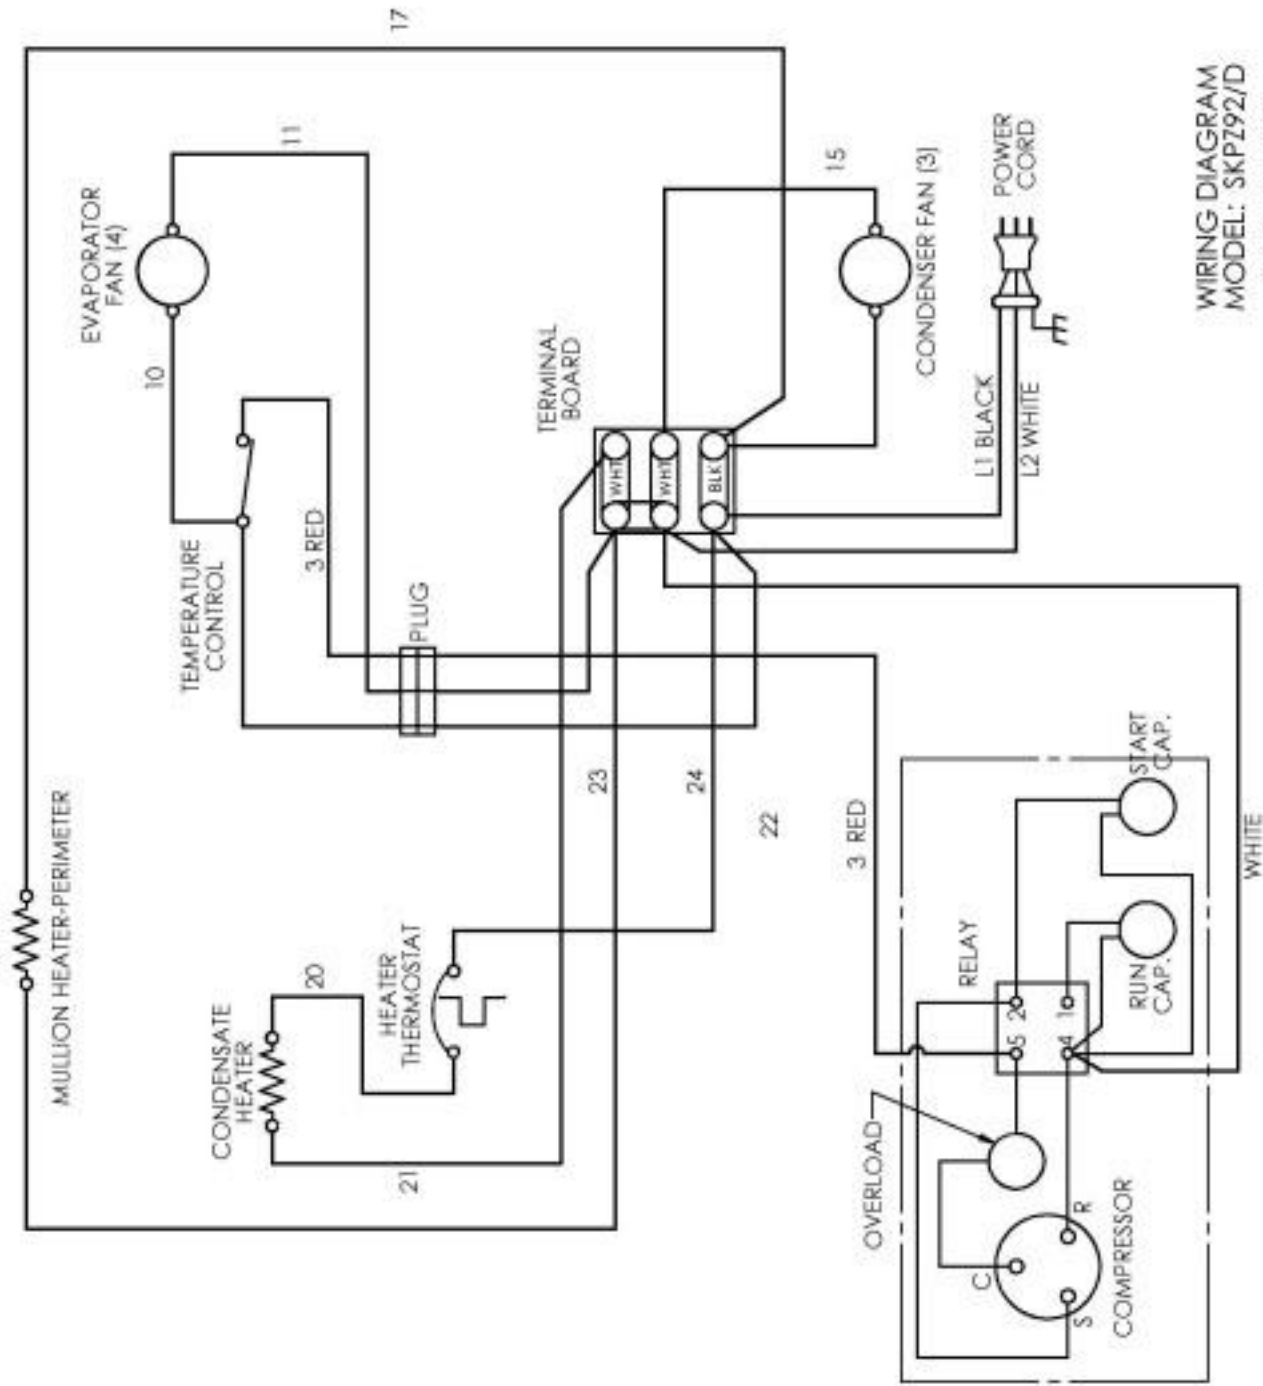 17
MULLION HEATER-PERIMETER
EVAPORATOR
FAN (4)
11
10
TEMPERATURE
CONTROL
3 RED
PLUG
CONDENSATE
HEATER
20
21
HEATER
THERMOSTAT
TERMINAL
BOARD
WHT
WHT
BLK
23
24
22
15
CONDENSER FAN (3)
POWER
CORD
L1 BLACK
L2 WHITE
3 RED
OVERLOAD
RELAY
5
2
4
1
START
CAP.
RUN
CAP.
C
S
R
COMPRESSOR
WHITE
WIRING DIAGRAM
MODEL: SKPZ92/D